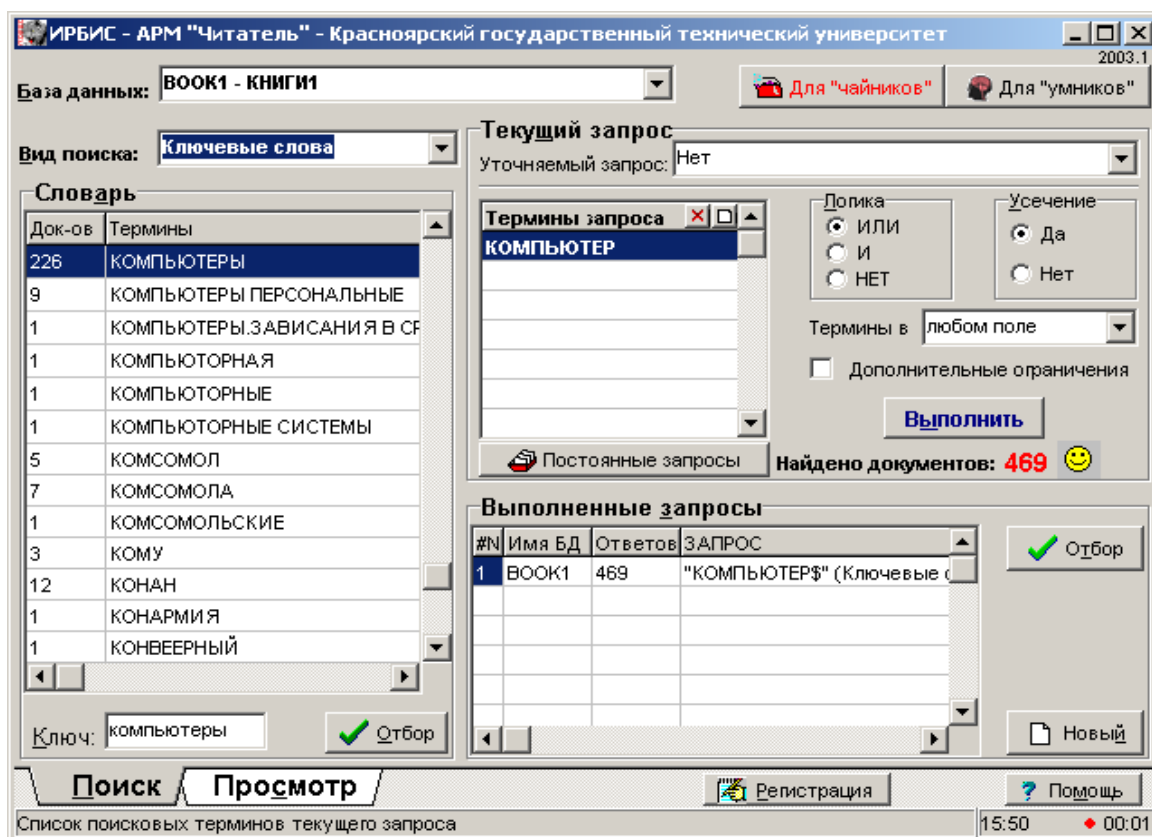 ИРБИС - АРМ "Читатель" - Красноярский государственный технический университет
2003.1
База данных: BOOK1 - КНИГИ1
Для "чайников" Для "умников"
Вид поиска: Ключевые слова
Текущий запрос
Уточняемый запрос: Нет
Словарь
Док-ов Термины
226 КОМПЬЮТЕРЫ
9 КОМПЬЮТЕРЫ ПЕРСОНАЛЬНЫЕ
1 КОМПЬЮТЕРЫ.ЗАВИСАНИЯ В СР
1 КОМПЬЮТОРНАЯ
1 КОМПЬЮТОРНЫЕ
1 КОМПЬЮТОРНЫЕ СИСТЕМЫ
5 КОМСОМОЛ
7 КОМСОМОЛА
1 КОМСОМОЛЬСКИЕ
3 КОМУ
12 КОНАН
1 КОНАРМИЯ
1 КОНВЕЕРНЫЙ
Ключ: компьютеры
Отбор
Термины запроса
КОМПЬЮТЕР
Логика
ИЛИ
И
НЕТ
Усечение
Да
Нет
Термины в любом поле
Дополнительные ограничения
Выполнить
Постоянные запросы
Найдено документов: 469
Выполненные запросы
#N Имя БД Ответов ЗАПРОС
1 BOOK1 469 "КОМПЬЮТЕР$" (Ключевые с
Отбор
Новый
Поиск Просмотр
Регистрация
Помощь
Список поисковых терминов текущего запроса
15:50 00:01